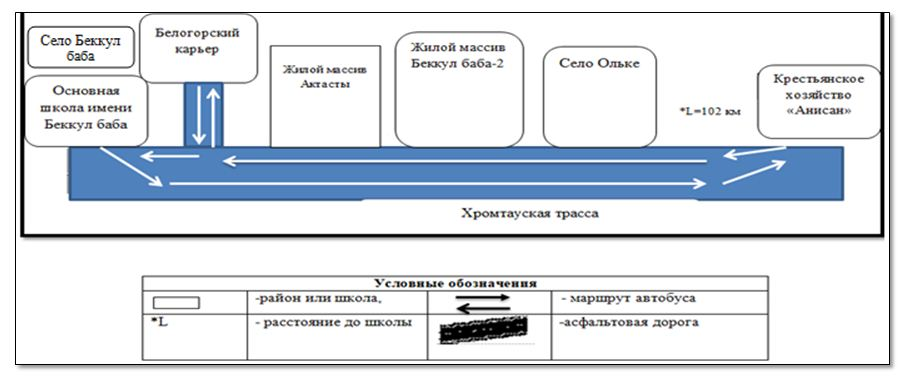 Село Беккул
баба
Основная
школа имени
Беккул баба
Белогорский
карьер
Жилой массив
Актасты
Жилой массив
Беккул баба-2
Село Ольке
*L=102 км
Крестьянское
хозяйство
«Анисан»
Хромтауская трасса
Условные обозначения
-район или школа,
- маршрут автобуса
*L
- расстояние до школы
-асфальтовая дорога